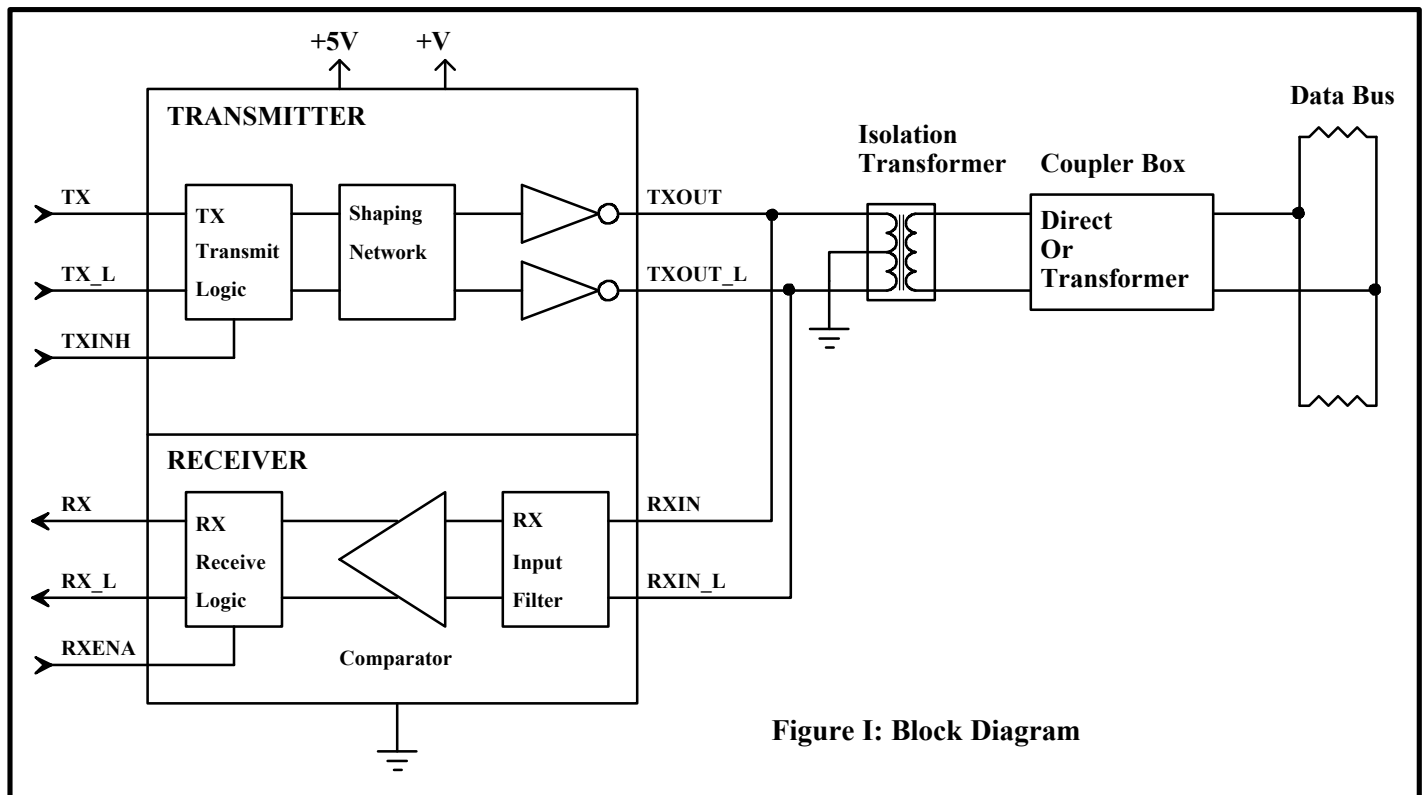 +5V
+V
TRANSMITTER
Data Bus
Isolation
Transformer
Coupler Box
TX
TX
Transmit
Logic
Shaping
Network
TXOUT
Direct
Or
Transformer
TX_L
TXOUT_L
TXINH
RECEIVER
RX
RX
Receive
Logic
RX
Input
Filter
RXIN
RX_L
RXIN_L
RXENA
Comparator
Figure I: Block Diagram